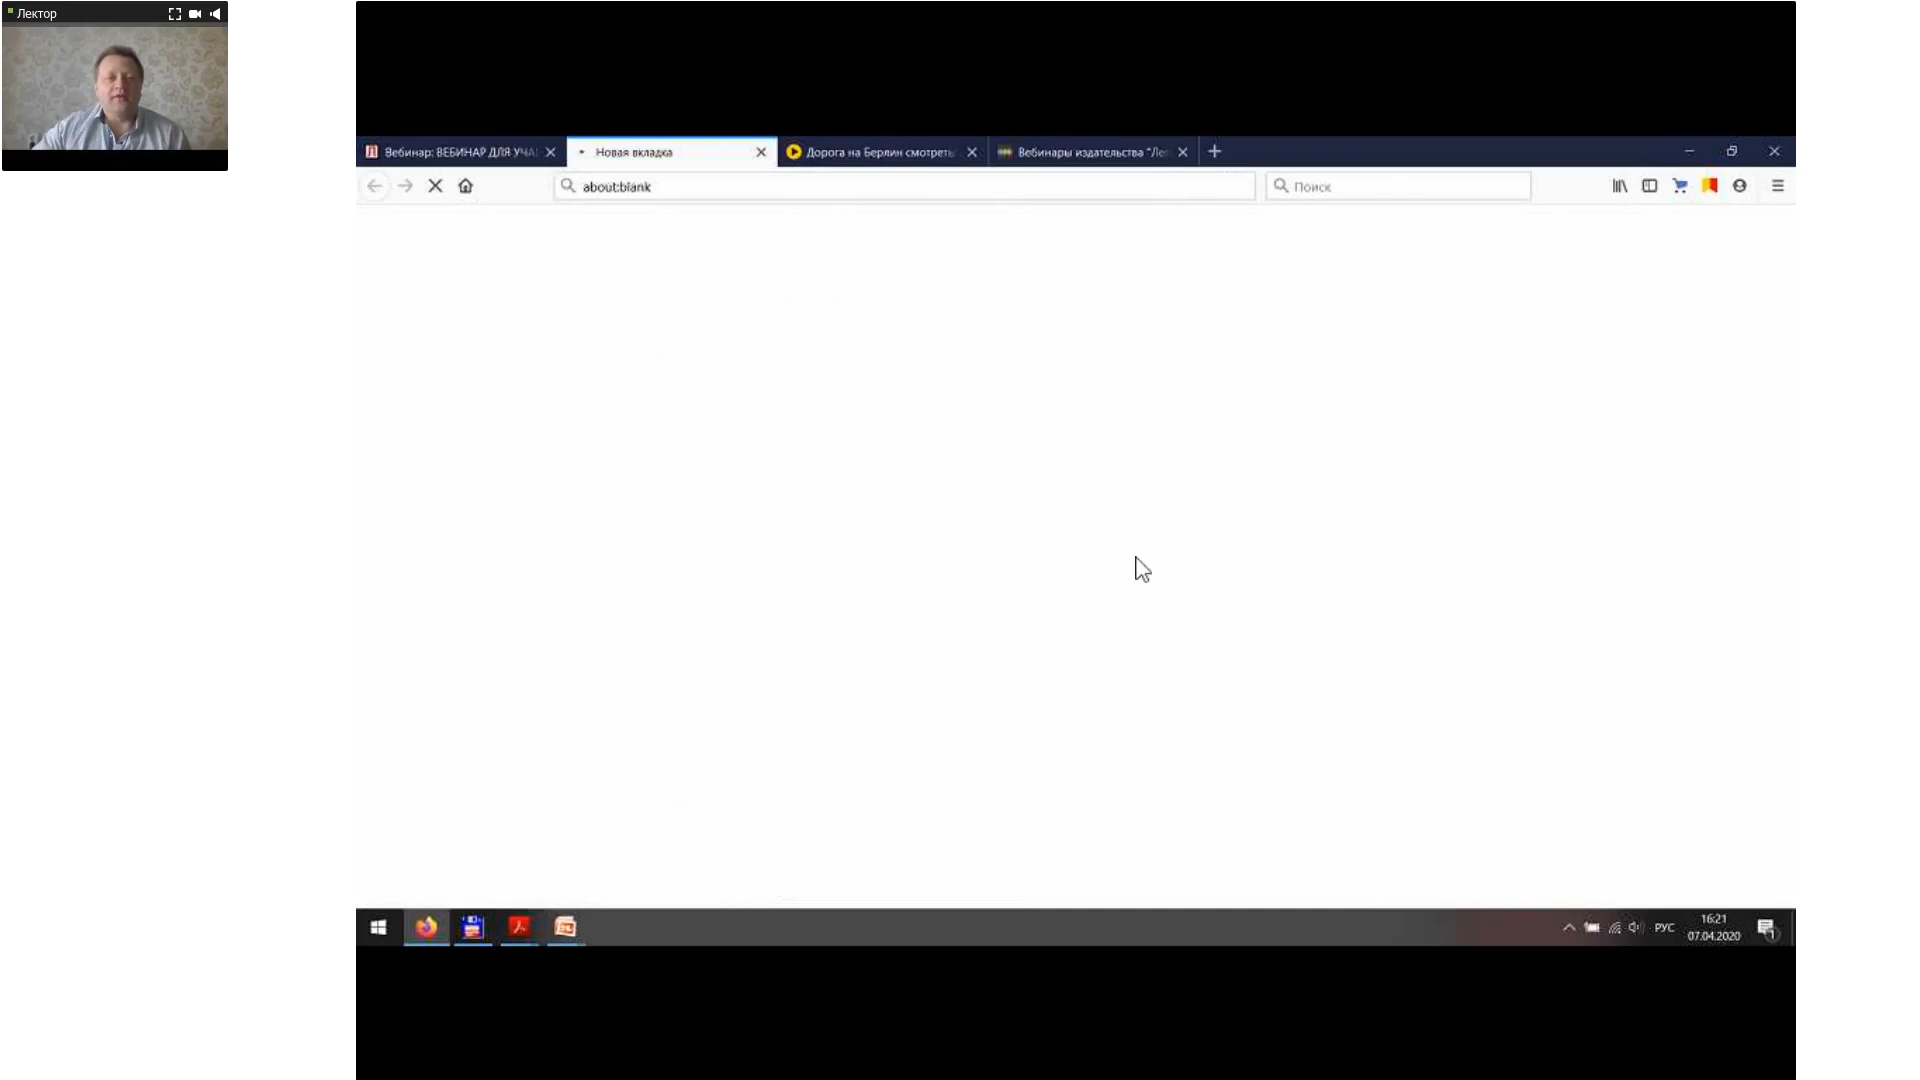 Лектор
Вебинар: ВЕБИНАР ДЛЯ УЧА
Новая вкладка
Дорога на Берлин смотреть
Вебинары издательства "Ле
about:blank
Поиск
РУС
16:21
07.04.2020
1